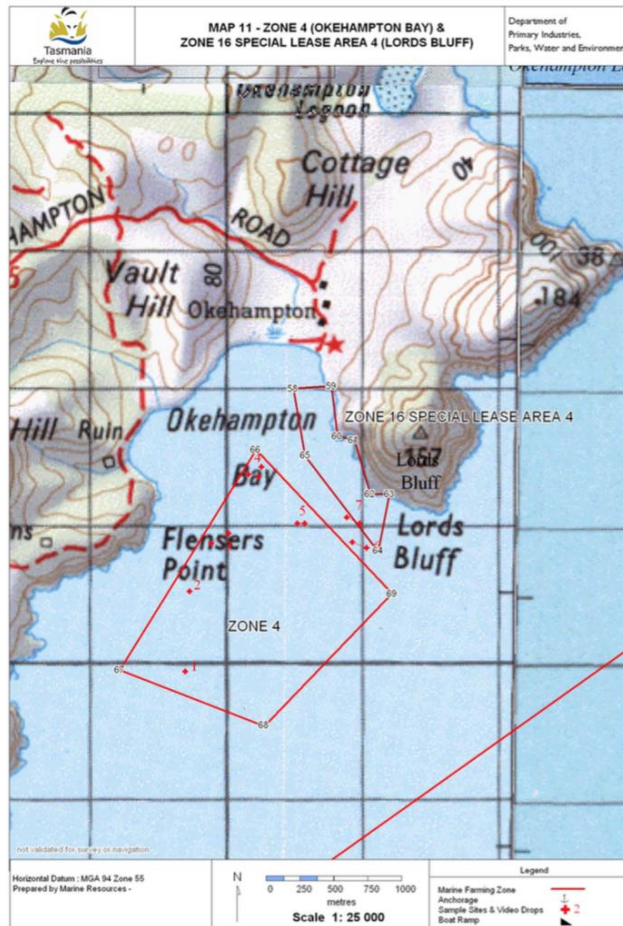 Tasmania
Explore the possibilities
MAP 11 - ZONE 4 (OKEHAMPTON BAY) &
ZONE 16 SPECIAL LEASE AREA 4 (LORDS BLUFF)
Department of
Primary Industries,
Parks, Water and Environment
Okehampton
Lagoon
Cottage
Hill
40
HAMPTON
ROAD
100
38
Vault
Hill
80
184
Okehampton
58
59
Okehampton
ZONE 16 SPECIAL LEASE AREA 4
Hill
Ruin
60
61
157
66
65
Lords
Bluff
Bay
4
62
63
5
7
ns
Flensers
Point
Lords
Bluff
64
2
69
ZONE 4
67
1
68
not validated for survey or navigation
Horizontal Datum : MGA 94 Zone 55
Prepared by Marine Resources -
N
0
250
500
750
1000
metres
Scale 1: 25 000
Legend
Marine Farming Zone
Anchorage
Sample Sites & Video Drops
2
Boat Ramp